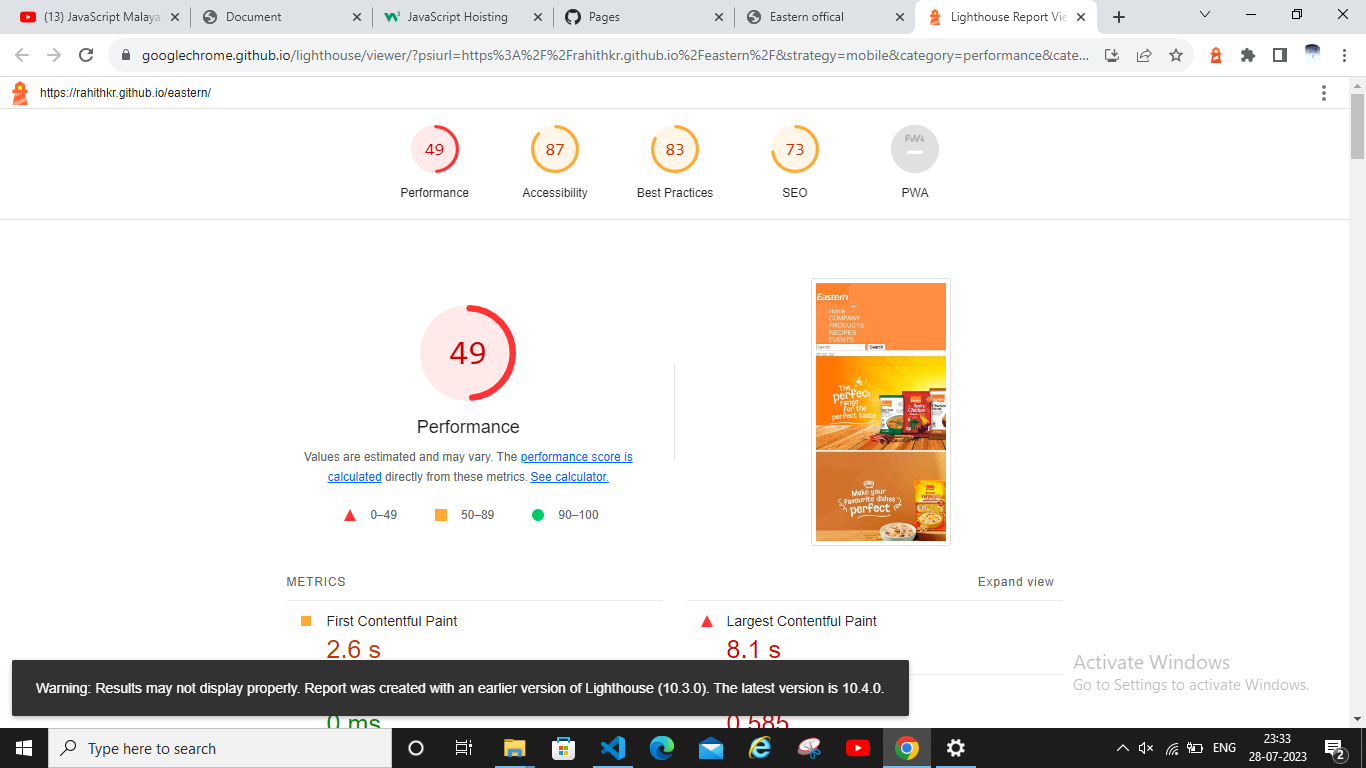 (13) JavaScript Malaya
Document
JavaScript Hoisting
Pages
Eastern offical
Lighthouse Report Vie
googlechrome.github.io/lighthouse/viewer/?psiurl=https%3A%2F%2Frahithkr.github.io%2Feastern%2F&strategy=mobile&category=performance&cate...
https://rahithkr.github.io/eastern/
49
87
83
73
PWA
Performance
Accessibility
Best Practices
SEO
PWA
49
Performance
Values are estimated and may vary. The performance score is
calculated directly from these metrics. See calculator.
0–49
50–89
90–100
Eastern
Home
COMPANY
PRODUCTS
RECIPES
EVENTS
Search
Search
The
perfect
range
for the
perfect taste
Make your
favourite dishes
perfect
METRICS
Expand view
First Contentful Paint
2.6 s
Largest Contentful Paint
8.1 s
0 ms
0.585
Warning: Results may not display properly. Report was created with an earlier version of Lighthouse (10.3.0). The latest version is 10.4.0.
Activate Windows
Go to Settings to activate Windows.
Type here to search
ENG
23:33
28-07-2023
2